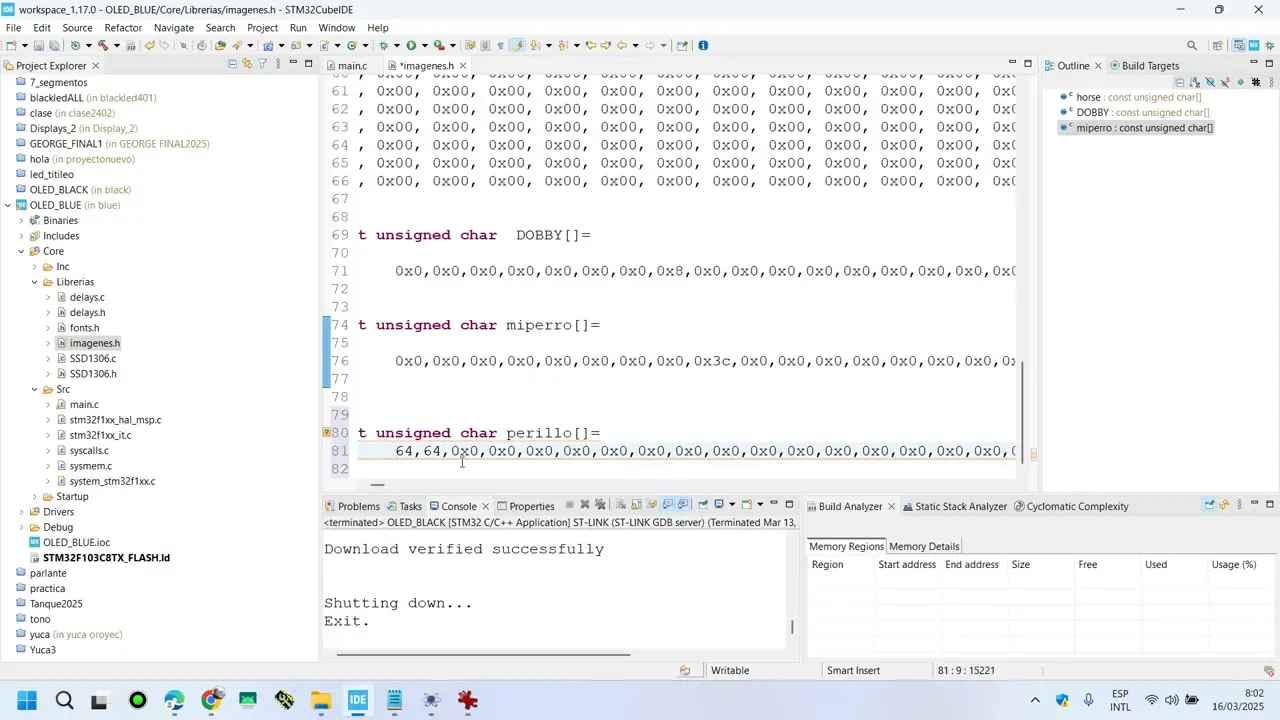 workspace_1.17.0 - OLED_BLUE/Core/Librerias/imagenes.h - STM32CubeIDE
File Edit Source Refactor Navigate Search Project Run Window Help
Project Explorer
7_segmentos
blackledALL (in blackled401)
clase (in clase2402)
Displays_2 (in Display_2)
GEORGE_FINAL1 (in GEORGE FINAL2025)
hola (in proyectonuevo)
led_titileo
OLED_BLACK (in black)
OLED_BLUE (in blue)
Binaries
Includes
Core
Inc
Librerias
delays.c
delays.h
fonts.h
imagenes.h
SSD1306.c
SSD1306.h
Src
main.c
stm32f1xx_hal_msp.c
stm32f1xx_it.c
syscalls.c
sysmem.c
system_stm32f1xx.c
Startup
Drivers
Debug
OLED_BLUE.ioc
STM32F103C8TX_FLASH.ld
parlante
practica
Tanque2025
tono
yuca (in yuca oroyec)
Yuca3
main.c *imagenes.h
61 , 0x00, 0x00, 0x00, 0x00, 0x00, 0x00, 0x00, 0x00, 0x00, 0x00, 0x00, 0x0
62 , 0x00, 0x00, 0x00, 0x00, 0x00, 0x00, 0x00, 0x00, 0x00, 0x00, 0x00, 0x0
63 , 0x00, 0x00, 0x00, 0x00, 0x00, 0x00, 0x00, 0x00, 0x00, 0x00, 0x00, 0x0
64 , 0x00, 0x00, 0x00, 0x00, 0x00, 0x00, 0x00, 0x00, 0x00, 0x00, 0x00, 0x0
65 , 0x00, 0x00, 0x00, 0x00, 0x00, 0x00, 0x00, 0x00, 0x00, 0x00, 0x00, 0x0
66 , 0x00, 0x00, 0x00, 0x00, 0x00, 0x00, 0x00, 0x00, 0x00, 0x00, 0x00, 0x0
67
68
69 t unsigned char DOBBY[]=
70
71 0x0,0x0,0x0,0x0,0x0,0x0,0x0,0x8,0x0,0x0,0x0,0x0,0x0,0x0,0x0,0x0,0
72
73
74 t unsigned char miperro[]=
75
76 0x0,0x0,0x0,0x0,0x0,0x0,0x0,0x0,0x3c,0x0,0x0,0x0,0x0,0x0,0x0,0x0,0
77
78
79
80 t unsigned char perillo[]=
81 64,64,0x0,0x0,0x0,0x0,0x0,0x0,0x0,0x0,0x0,0x0,0x0,0x0,0x0,0x0,0x0,0
82
Outline Build Targets
horse : const unsigned char[]
DOBBY : const unsigned char[]
miperro : const unsigned char[]
Problems Tasks Console Properties
<terminated> OLED_BLACK [STM32 C/C++ Application] ST-LINK (ST-LINK GDB server) (Terminated Mar 13,
Download verified successfully
Shutting down...
Exit.
Build Analyzer Static Stack Analyzer Cyclomatic Complexity
Memory Regions Memory Details
Region Start address End address Size Free Used Usage (%)
Writable Smart Insert 81 : 9 : 15221
IDE
ESP
INTL
8:02
16/03/2025